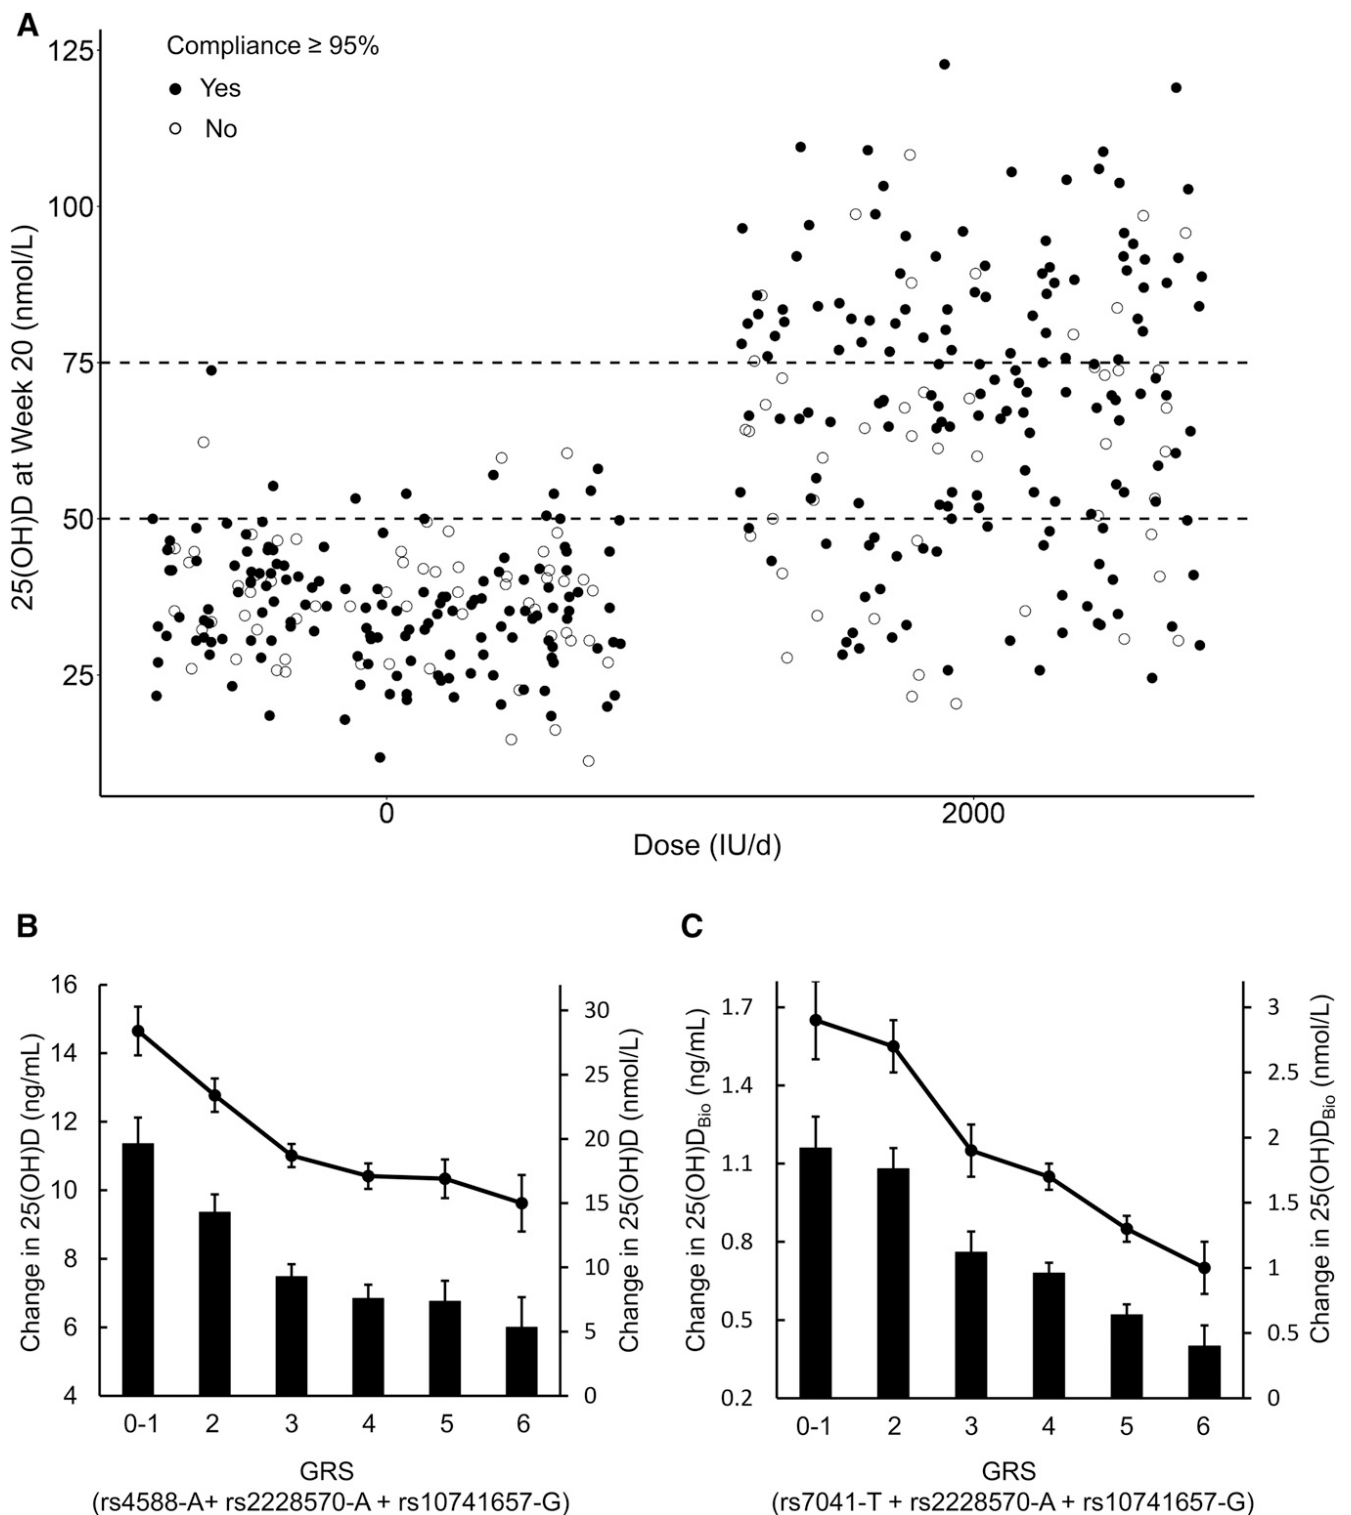 A
Compliance ≥ 95%
Yes
No
125
100
75
50
25
25(OH)D at Week 20 (nmol/L)
0
2000
Dose (IU/d)
B
16
14
12
10
8
6
4
Change in 25(OH)D (ng/mL)
30
25
20
15
10
5
0
Change in 25(OH)D (nmol/L)
0-1 2 3 4 5 6
GRS
(rs4588-A+ rs2228570-A + rs10741657-G)
C
1.7
1.4
1.1
0.8
0.5
0.2
Change in 25(OH)DBio (ng/mL)
3
2.5
2
1.5
1
0.5
0
Change in 25(OH)DBio (nmol/L)
0-1 2 3 4 5 6
GRS
(rs7041-T + rs2228570-A + rs10741657-G)